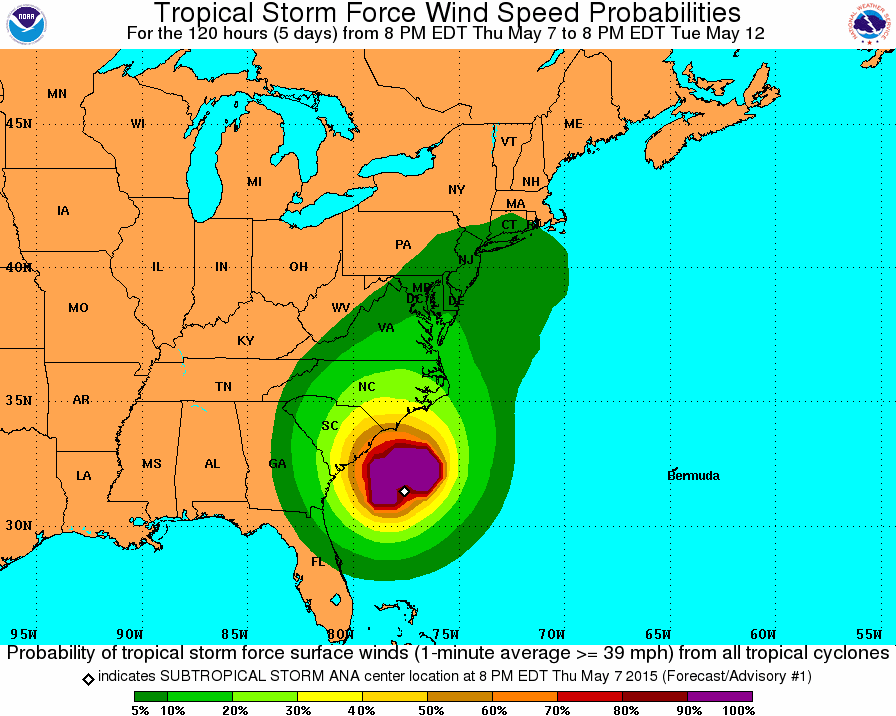 Tropical Storm Force Wind Speed Probabilities
For the 120 hours (5 days) from 8 PM EDT Thu May 7 to 8 PM EDT Tue May 12
NOAA
MN
45N
WI
ME
VT
MI
NY
NH
IA
MA
CT RI
PA
NJ
40N
IL
IN
OH
MD
DC
DE
MO
WV
VA
KY
TN
NC
35N
AR
SC
MS
AL
GA
LA
Bermuda
30N
FL
95W 90W 85W 80W 75W 70W 65W 60W 55W
Probability of tropical storm force surface winds (1-minute average >= 39 mph) from all tropical cyclones
indicates SUBTROPICAL STORM ANA center location at 8 PM EDT Thu May 7 2015 (Forecast/Advisory #1)
5% 10% 20% 30% 40% 50% 60% 70% 80% 90% 100%